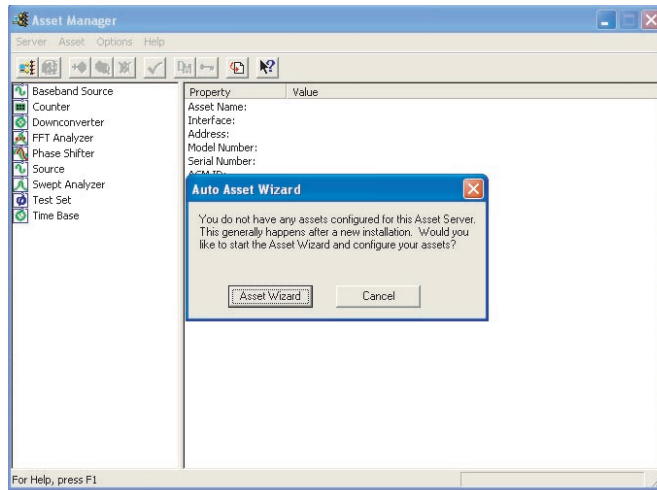 Asset Manager
Server Asset Options Help
Baseband Source
Counter
Downconverter
FFT Analyzer
Phase Shifter
Source
Swept Analyzer
Test Set
Time Base
Property Value
Asset Name:
Interface:
Address:
Model Number:
Serial Number:
Auto Asset Wizard
You do not have any assets configured for this Asset Server.
This generally happens after a new installation. Would you
like to start the Asset Wizard and configure your assets?
Asset Wizard Cancel
For Help, press F1